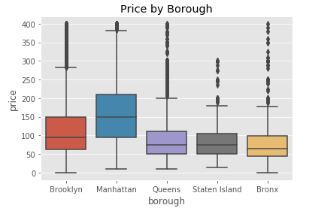 Price by Borough
price
400
350
300
250
200
150
100
50
0
Brooklyn Manhattan Queens Staten Island Bronx
borough